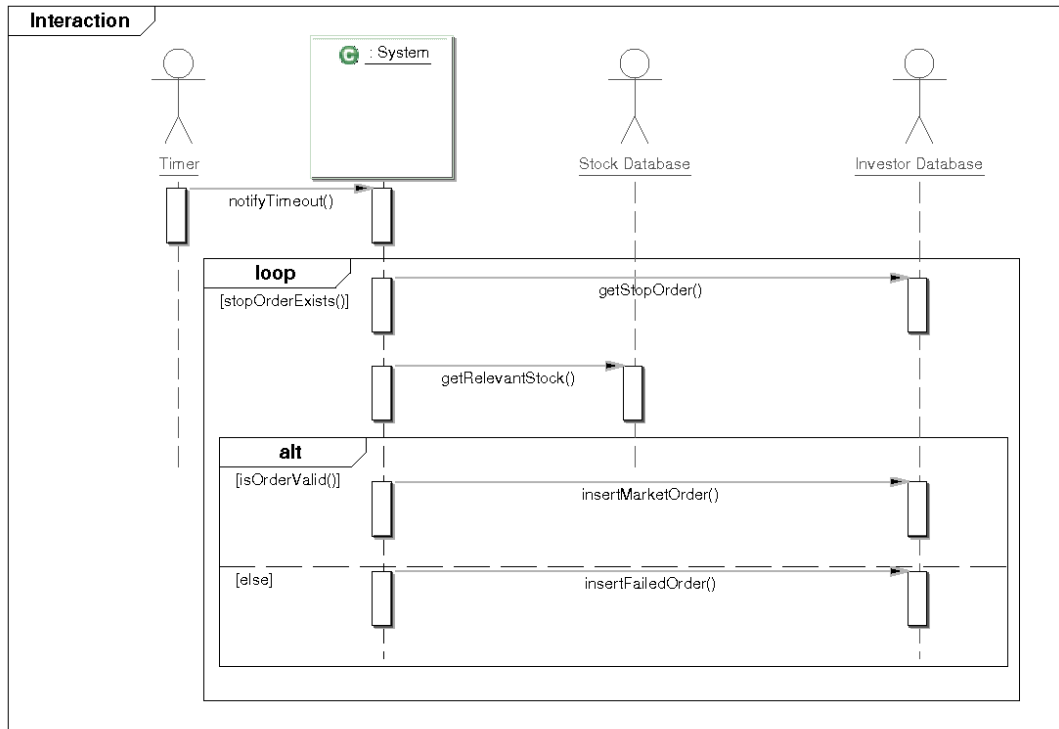 Interaction
C : System
Timer
Stock Database
Investor Database
notifyTimeout()
loop
[stopOrderExists()]
getStopOrder()
getRelevantStock()
alt
[isOrderValid()]
insertMarketOrder()
[else]
insertFailedOrder()